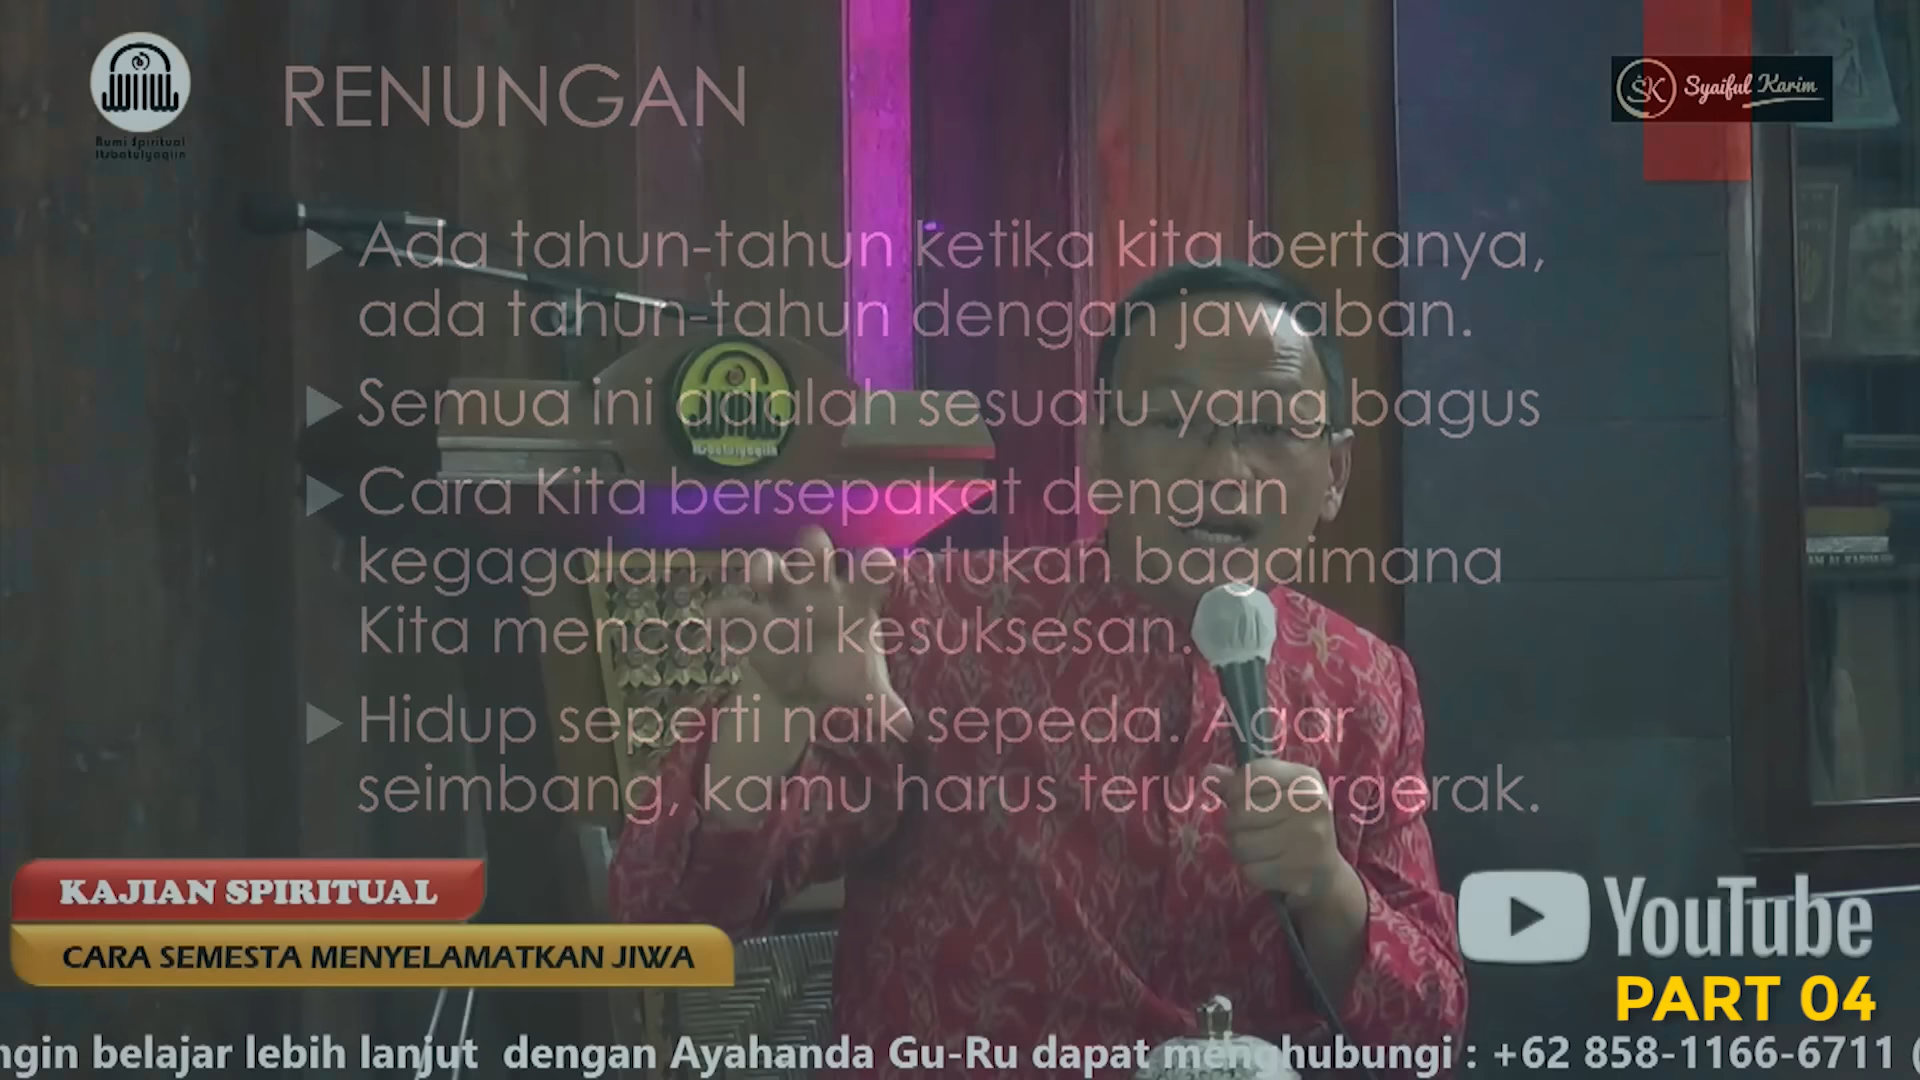 Bumi Spiritual
Itsbatulyaqiin
RENUNGAN
SK Syaiful Karim
Ada tahun-tahun ketika kita bertanya,
ada tahun-tahun dengan jawaban.
Semua ini adalah sesuatu yang bagus
Itsbatulyaqiin
Cara Kita bersepakat dengan
kegagalan menentukan bagaimana
Kita mencapai kesuksesan.
Hidup seperti naik sepeda. Agar
seimbang, kamu harus terus bergerak.
KAJIAN SPIRITUAL
CARA SEMESTA MENYELAMATKAN JIWA
YouTube
PART 04
ngin belajar lebih lanjut dengan Ayahanda Gu-Ru dapat menghubungi : +62 858-1166-6711 (